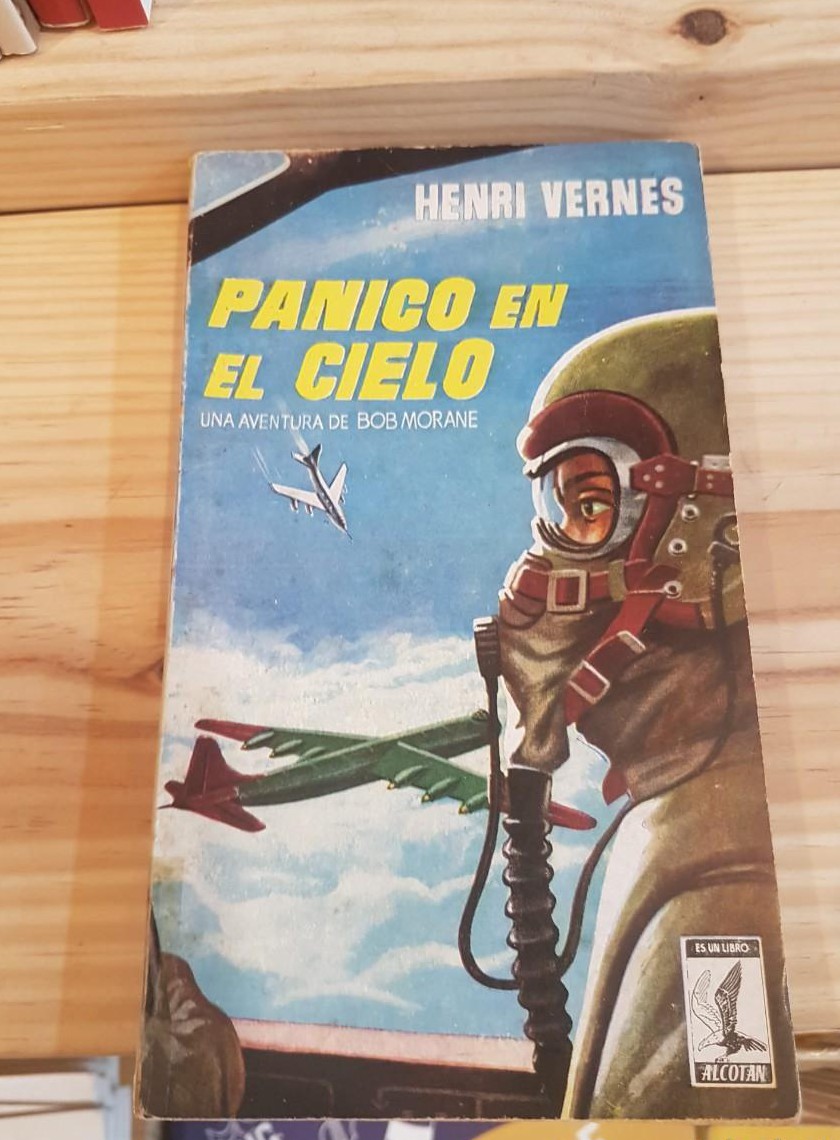 HENRI VERNES
PANICO EN
EL CIELO
UNA AVENTURA DE BOB MORANE
ES UN LIBRO
ALCOTAN